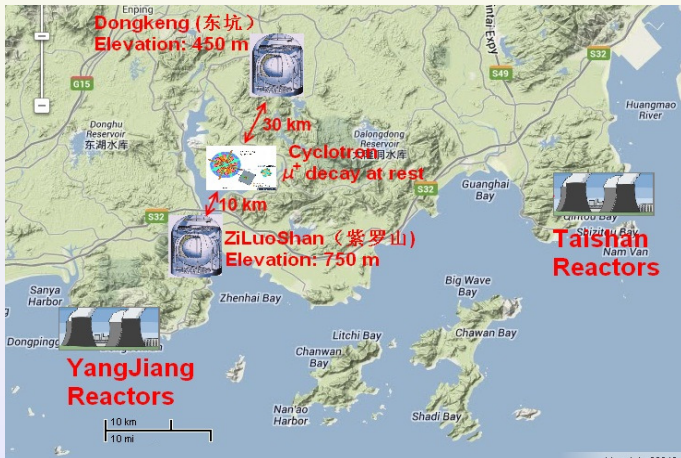 Enping
Dongkeng (东坑)
Elevation: 450 m
G15
S49
S32
ntai Expy
Huangmao
River
Donghu
Reservoir
东湖水库
30 km
Dalongdong
Reservoir
Cyclotron
μ+ decay at rest
10 km
S32
Guanghai
Bay
S32
ZiLuoShan（紫罗山)
Elevation: 750 m
Taishan
Reactors
Nam Van
Sanya
Harbor
Zhenhai Bay
Big Wave
Bay
Dongping
Litchi Bay
Chawan Bay
Chanwan
Bay
YangJiang
Reactors
Nan'ao
Harbor
Shadi Bay
10 km
10 mi